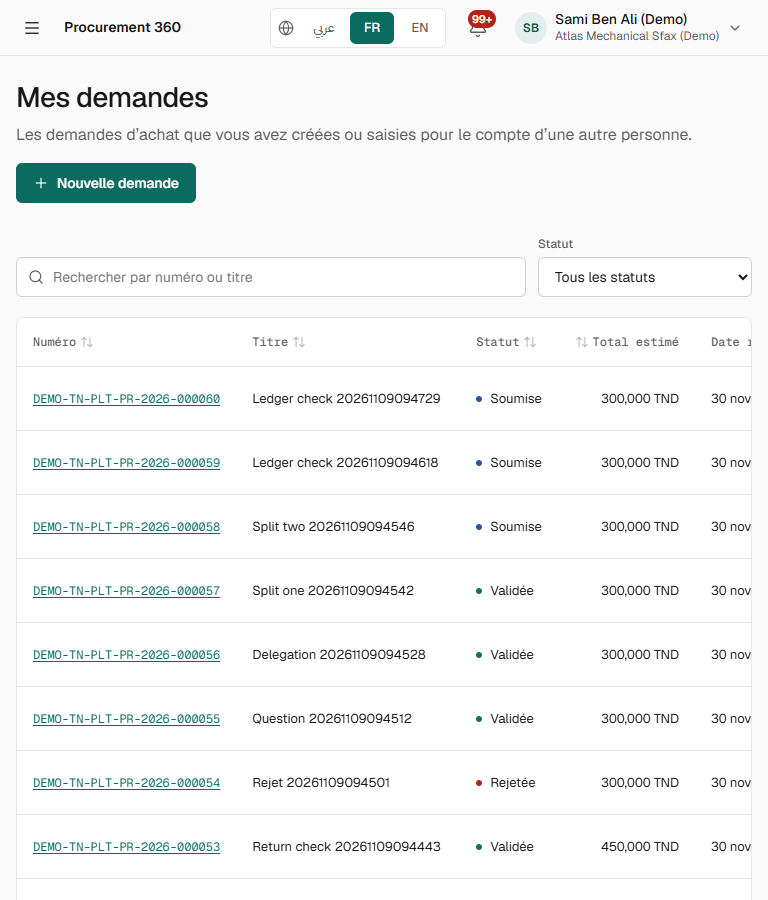 Procurement 360
عربي
FR
EN
99+
SB
Sami Ben Ali (Demo)
Atlas Mechanical Sfax (Demo)
Mes demandes
Les demandes d’achat que vous avez créées ou saisies pour le compte d’une autre personne.
+ Nouvelle demande
Statut
Rechercher par numéro ou titre
Tous les statuts
Numéro Titre Statut Total estimé Date
DEMO-TN-PLT-PR-2026-000060 Ledger check 20261109094729 Soumise 300,000 TND 30 nov
DEMO-TN-PLT-PR-2026-000059 Ledger check 20261109094618 Soumise 300,000 TND 30 nov
DEMO-TN-PLT-PR-2026-000058 Split two 20261109094546 Soumise 300,000 TND 30 nov
DEMO-TN-PLT-PR-2026-000057 Split one 20261109094542 Validée 300,000 TND 30 nov
DEMO-TN-PLT-PR-2026-000056 Delegation 20261109094528 Validée 300,000 TND 30 nov
DEMO-TN-PLT-PR-2026-000055 Question 20261109094512 Validée 300,000 TND 30 nov
DEMO-TN-PLT-PR-2026-000054 Rejet 20261109094501 Rejetée 300,000 TND 30 nov
DEMO-TN-PLT-PR-2026-000053 Return check 20261109094443 Validée 450,000 TND 30 nov